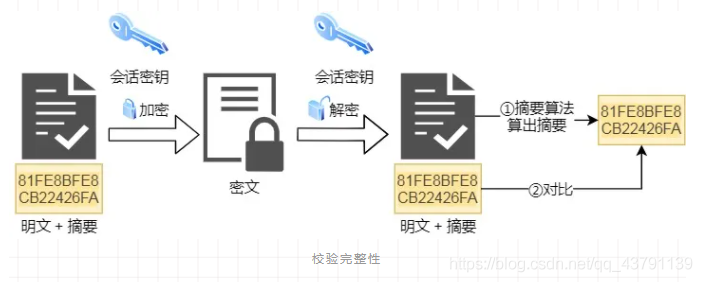 会话密钥
加密
81FE8BFE8
CB22426FA
明文 + 摘要
密文
会话密钥
解密
81FE8BFE8
CB22426FA
明文 + 摘要
①摘要算法
算出摘要
②对比
81FE8BFE8
CB22426FA
校验完整性
https://blog.csdn.net/qq_43791139